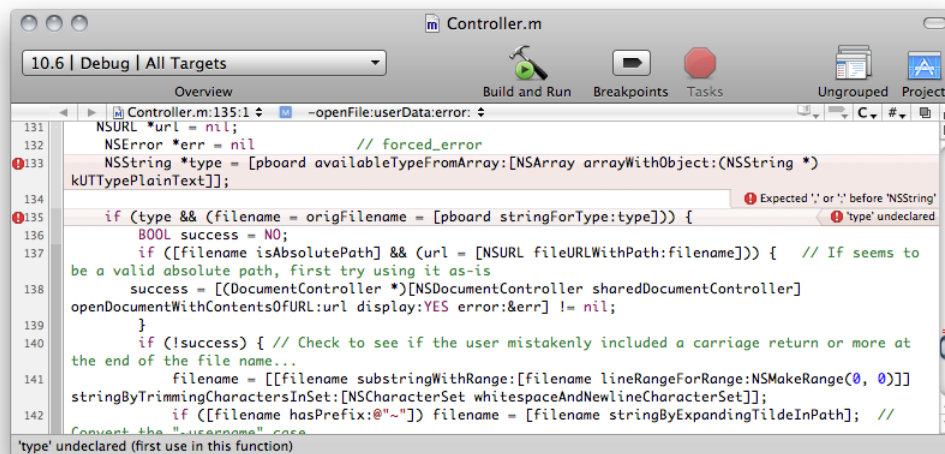 Controller.m
10.6 | Debug | All Targets
Overview
Build and Run
Breakpoints
Tasks
Ungrouped
Project
Controller.m:135:1
M
-openFile:userData:error:
C
#
131 NSURL *url = nil;
132 NSError *err = nil // forced_error
133 NSString *type = [pboard availableTypeFromArray:[NSArray arrayWithObject:(NSString *)
kUTTypePlainText]];
134 Expected ',' or ';' before 'NSString'
135 if (type && (filename = origFilename = [pboard stringForType:type])) { 'type' undeclared
136 BOOL success = NO;
137 if ([filename isAbsolutePath] && (url = [NSURL fileURLWithPath:filename])) { // If seems to
be a valid absolute path, first try using it as-is
138 success = [(DocumentController *)[NSDocumentController sharedDocumentController]
openDocumentWithContentsOfURL:url display:YES error:&err] != nil;
139 }
140 if (!success) { // Check to see if the user mistakenly included a carriage return or more at
the end of the file name...
141 filename = [[filename substringWithRange:[filename lineRangeForRange:NSMakeRange(0, 0)]]
stringByTrimmingCharactersInSet:[NSCharacterSet whitespaceAndNewlineCharacterSet]];
142 if ([filename hasPrefix:@"~"]) filename = [filename stringByExpandingTildeInPath]; //
Convert the "~username" case
'type' undeclared (first use in this function)